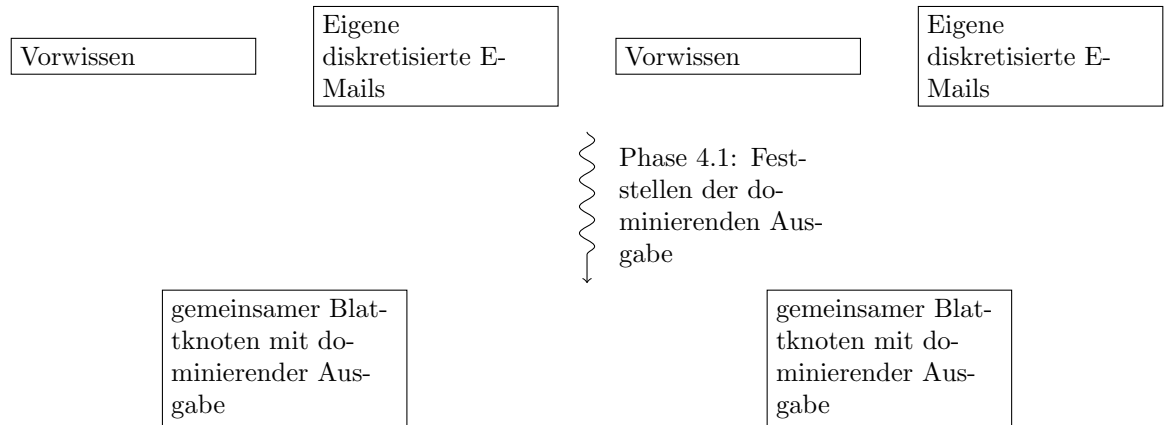 Vorwissen
Eigene
diskretisierte E-
Mails
Vorwissen
Eigene
diskretisierte E-
Mails
Phase 4.1: Fest-
stellen der do-
minierenden Aus-
gabe
gemeinsamer Blat-
tknoten mit do-
minierender Aus-
gabe
gemeinsamer Blat-
tknoten mit do-
minierender Aus-
gabe